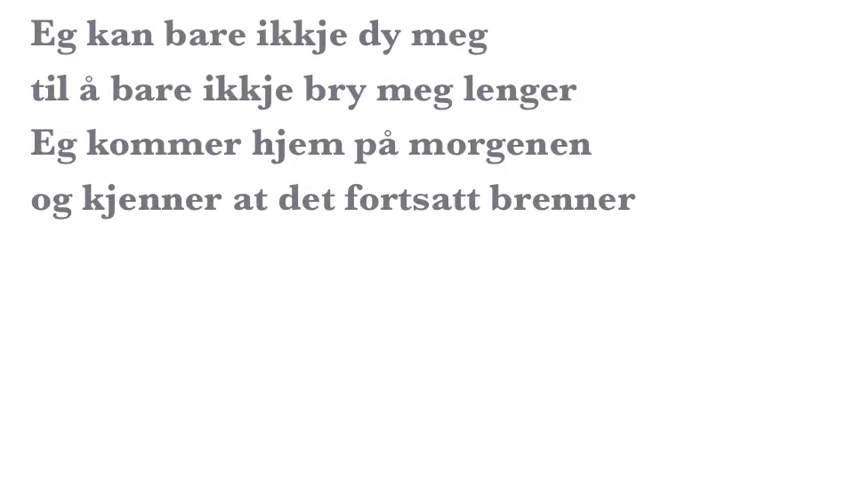 Eg kan bare ikkje dy meg
til å bare ikkje bry meg lenger
Eg kommer hjem på morgenen
og kjenner at det fortsatt brenner